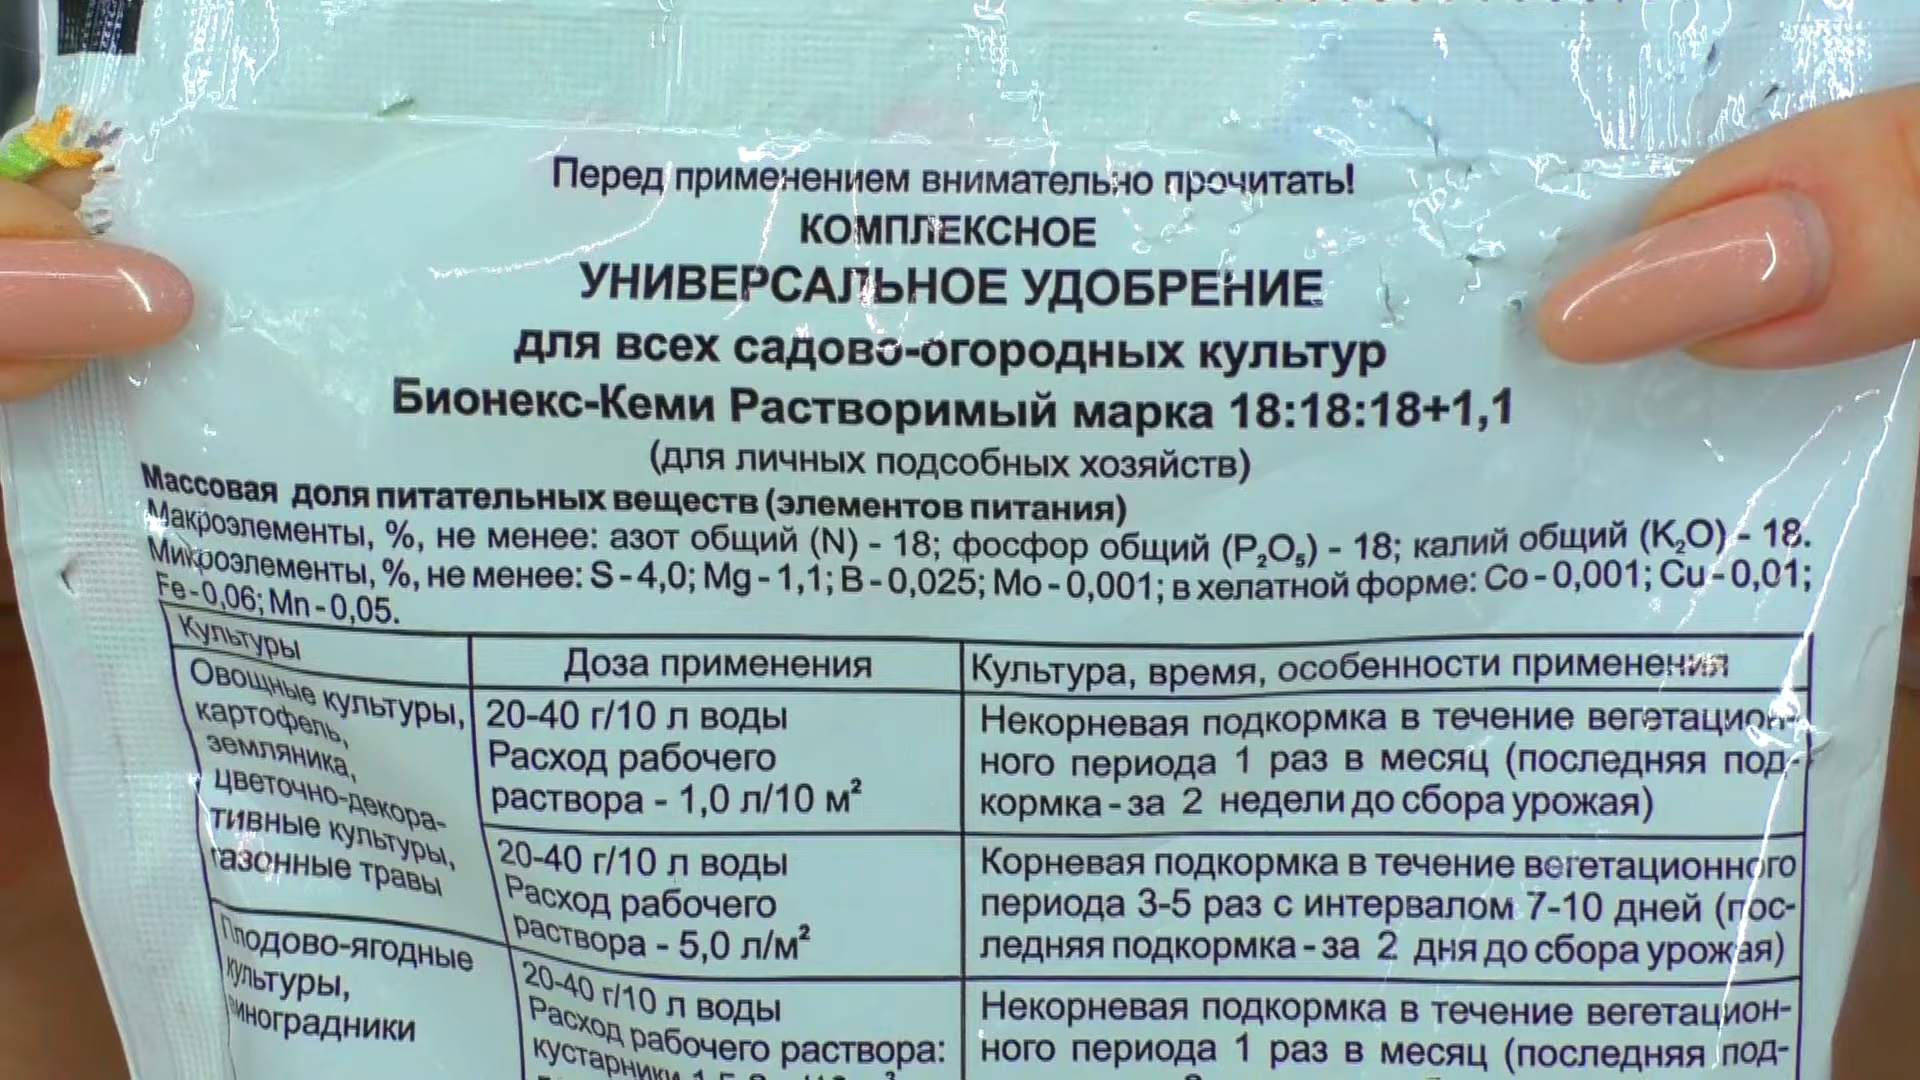 Перед применением внимательно прочитать!
КОМПЛЕКСНОЕ
УНИВЕРСАЛЬНОЕ УДОБРЕНИЕ
для всех садово-огородных культур
Бионекс-Кеми Растворимый марка 18:18:18+1,1
(для личных подсобных хозяйств)
Массовая доля питательных веществ (элементов питания)
Макроэлементы, %, не менее: азот общий (N) - 18; фосфор общий (P₂O₅) - 18; калий общий (K₂O) - 18.
Микроэлементы, %, не менее: S - 4,0; Mg - 1,1; B - 0,025; Mo - 0,001; в хелатной форме: Co - 0,001; Cu - 0,01;
Fe - 0,06; Mn - 0,05.
Культуры
Доза применения
Культура, время, особенности применения
Овощные культуры,
картофель,
земляника,
цветочно-декора-
тивные культуры,
газонные травы
20-40 г/10 л воды
Расход рабочего
раствора - 1,0 л/10 м²
Некорневая подкормка в течение вегетацион-
ного периода 1 раз в месяц (последняя под-
кормка - за 2 недели до сбора урожая)
20-40 г/10 л воды
Расход рабочего
раствора - 5,0 л/м²
Корневая подкормка в течение вегетационного
периода 3-5 раз с интервалом 7-10 дней (пос-
ледняя подкормка - за 2 дня до сбора урожая)
Плодово-ягодные
культуры,
виноградники
20-40 г/10 л воды
Расход рабочего раствора:
кустарники
Некорневая подкормка в течение вегетацион-
ного периода 1 раз в месяц (последняя под-